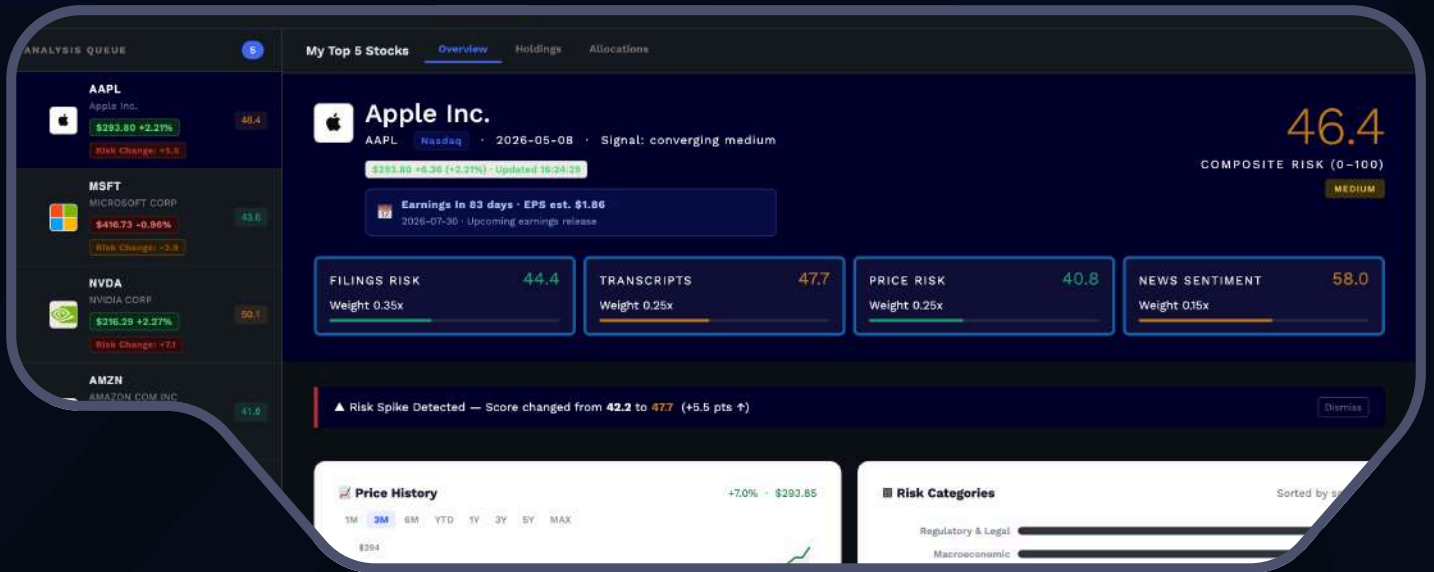 ANALYSIS QUEUE
5
AAPL
Apple Inc.
$293.80 +2.21%
Risk Change: +5.5
46.4
MSFT
MICROSOFT CORP
$416.73 -0.96%
43.6
NVDA
NVIDIA CORP
$216.29 +2.27%
Risk Change: +7.1
50.1
AMZN
AMAZON COM INC
41.6
My Top 5 Stocks
Overview
Holdings
Allocations
Apple Inc.
AAPL Nasdaq · 2026-05-08 · Signal: converging medium
$293.80 +6.36 (+2.21%) · Updated 16:24:29
Earnings In 83 days · EPS est. $1.86
2026-07-30 · Upcoming earnings release
46.4
COMPOSITE RISK (0–100)
MEDIUM
FILINGS RISK 44.4
Weight 0.35x
TRANSCRIPTS 47.7
Weight 0.25x
PRICE RISK 40.8
Weight 0.25x
NEWS SENTIMENT 58.0
Weight 0.15x
▲ Risk Spike Detected — Score changed from 42.2 to 47.7 (+5.5 pts ↑)
Dismiss
Price History
+7.0% · $293.85
1M 3M 6M YTD 1Y 3Y 5Y MAX
$294
Risk Categories
Sorted by
Regulatory & Legal
Macroeconomic